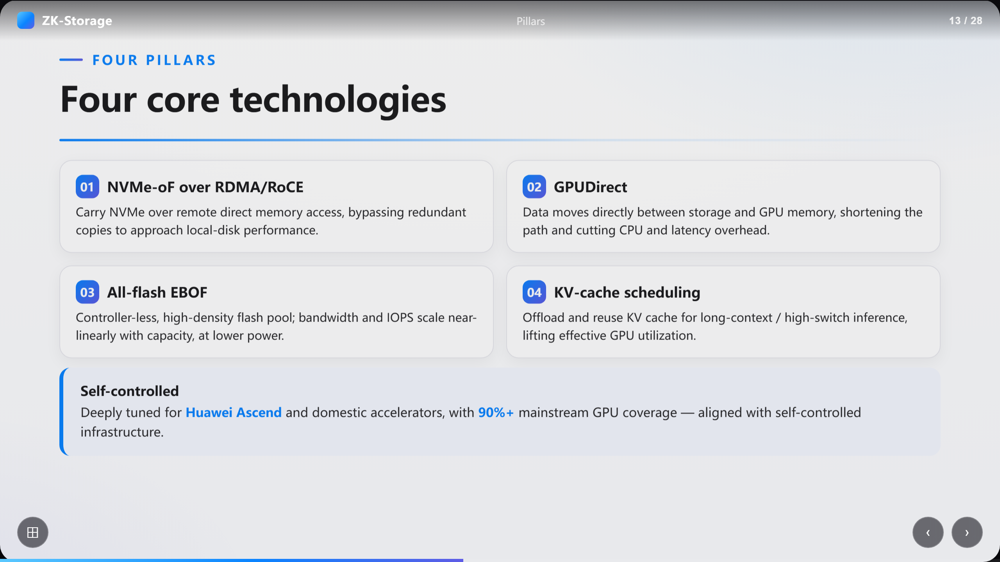 ZK-Storage
Pillars
13 / 28
FOUR PILLARS
Four core technologies
01 NVMe-oF over RDMA/RoCE
Carry NVMe over remote direct memory access, bypassing redundant
copies to approach local-disk performance.
02 GPUDirect
Data moves directly between storage and GPU memory, shortening the
path and cutting CPU and latency overhead.
03 All-flash EBOF
Controller-less, high-density flash pool; bandwidth and IOPS scale near-
linearly with capacity, at lower power.
04 KV-cache scheduling
Offload and reuse KV cache for long-context / high-switch inference,
lifting effective GPU utilization.
Self-controlled
Deeply tuned for Huawei Ascend and domestic accelerators, with 90%+ mainstream GPU coverage — aligned with self-controlled
infrastructure.